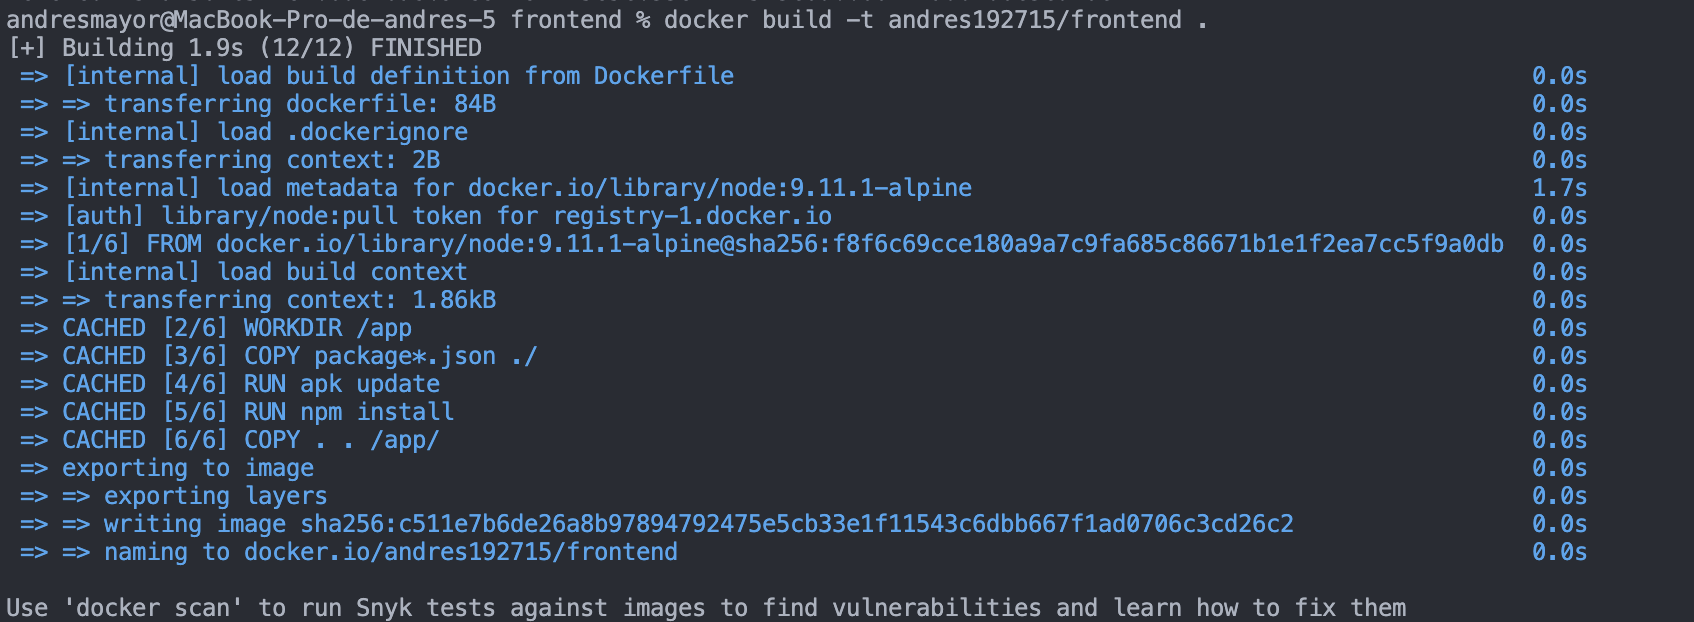 andresmayor@MacBook-Pro-de-andres-5 frontend % docker build -t andres192715/frontend .
[+] Building 1.9s (12/12) FINISHED
=> [internal] load build definition from Dockerfile 0.0s
=> => transferring dockerfile: 84B 0.0s
=> [internal] load .dockerignore 0.0s
=> => transferring context: 2B 0.0s
=> [internal] load metadata for docker.io/library/node:9.11.1-alpine 1.7s
=> [auth] library/node:pull token for registry-1.docker.io 0.0s
=> [1/6] FROM docker.io/library/node:9.11.1-alpine@sha256:f8f6c69cce180a9a7c9fa685c86671b1e1f2ea7cc5f9a0db 0.0s
=> [internal] load build context 0.0s
=> => transferring context: 1.86kB 0.0s
=> CACHED [2/6] WORKDIR /app 0.0s
=> CACHED [3/6] COPY package*.json ./ 0.0s
=> CACHED [4/6] RUN apk update 0.0s
=> CACHED [5/6] RUN npm install 0.0s
=> CACHED [6/6] COPY . . /app/ 0.0s
=> exporting to image 0.0s
=> => exporting layers 0.0s
=> => writing image sha256:c511e7b6de26a8b97894792475e5cb33e1f11543c6dbb667f1ad0706c3cd26c2 0.0s
=> => naming to docker.io/andres192715/frontend 0.0s
Use 'docker scan' to run Snyk tests against images to find vulnerabilities and learn how to fix them